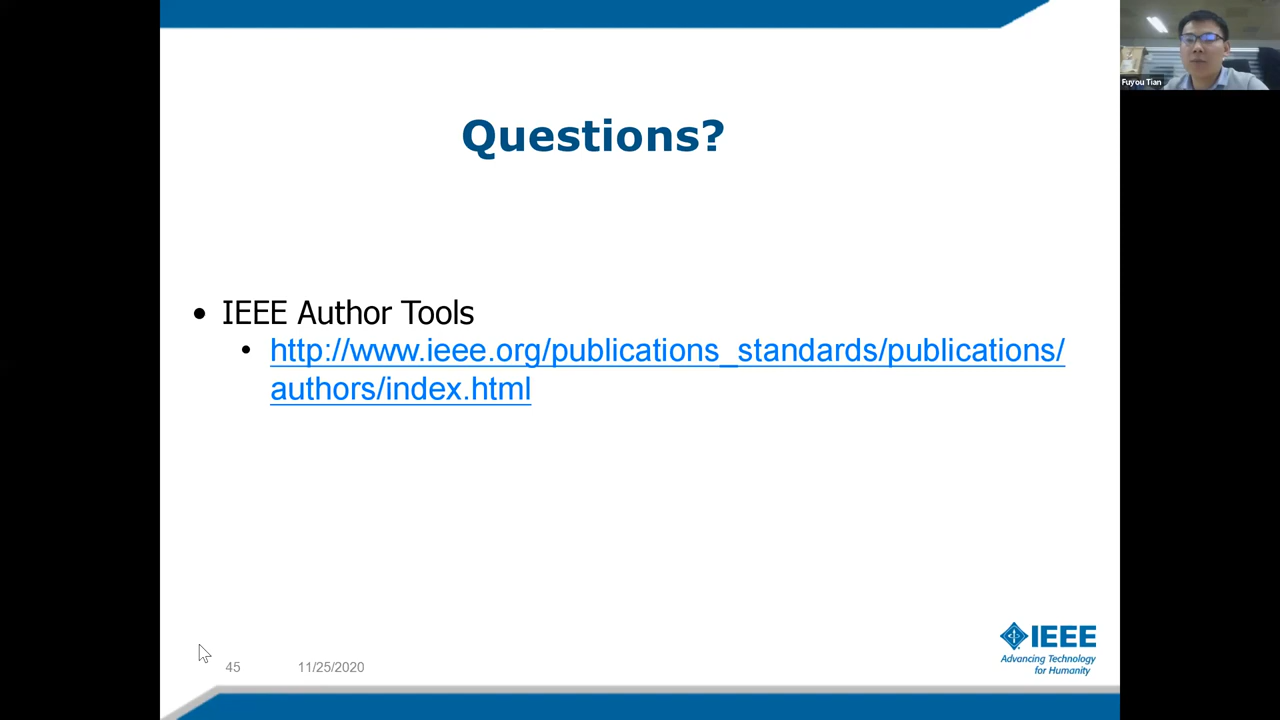 Fuyou Tian
Questions?
• IEEE Author Tools
• http://www.ieee.org/publications_standards/publications/
authors/index.html
45 11/25/2020
IEEE
Advancing Technology
for Humanity